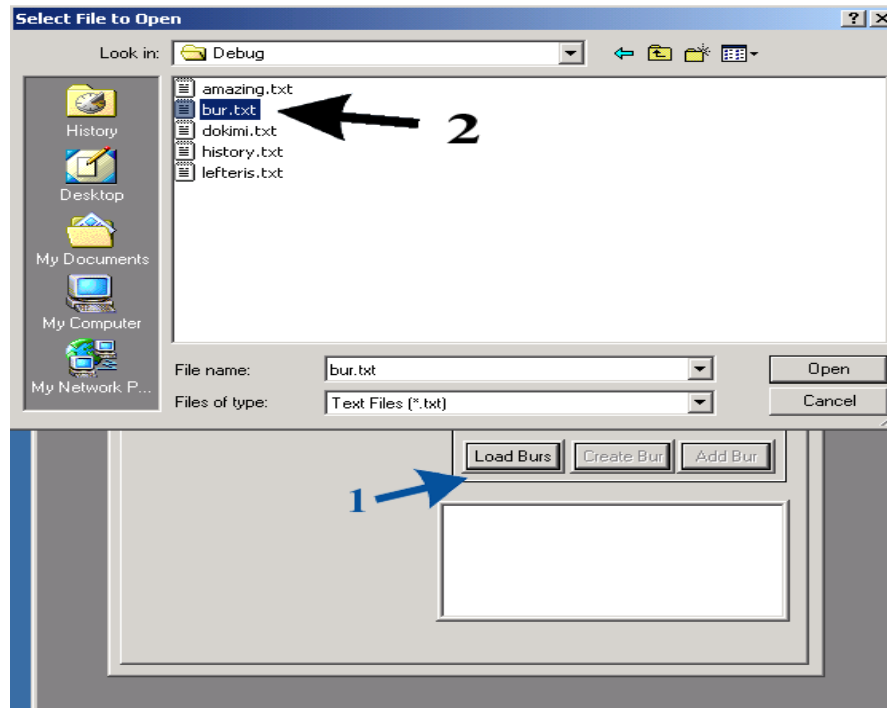 Select File to Open
Look in: Debug
History
Desktop
My Documents
My Computer
My Network P...
amazing.txt
bur.txt
dokimi.txt
history.txt
lefteris.txt
2
File name: bur.txt Open
Files of type: Text Files (*.txt) Cancel
Load Burs Create Bur Add Bur
1